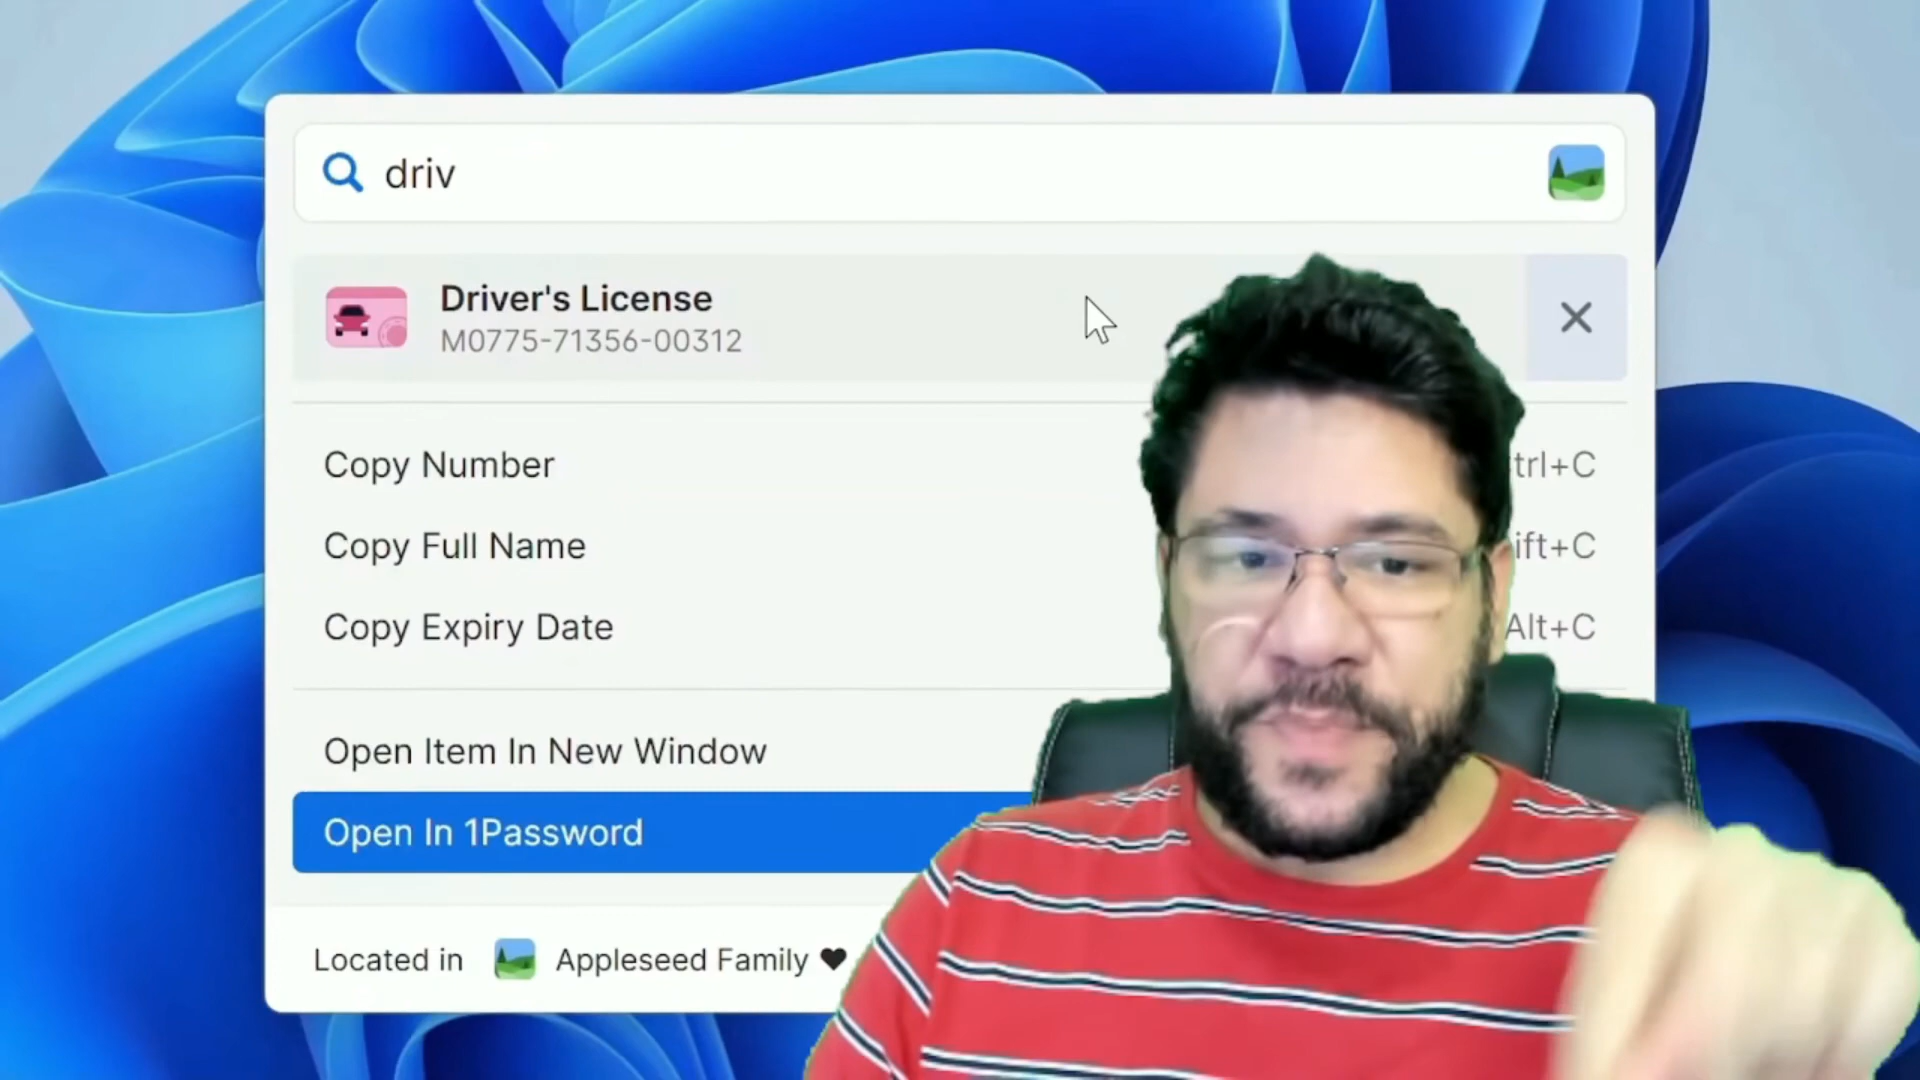 driv
Driver's License
M0775-71356-00312
Copy Number
trl+C
Copy Full Name
ift+C
Copy Expiry Date
Alt+C
Open Item In New Window
Open In 1Password
Located in Appleseed Family ♥